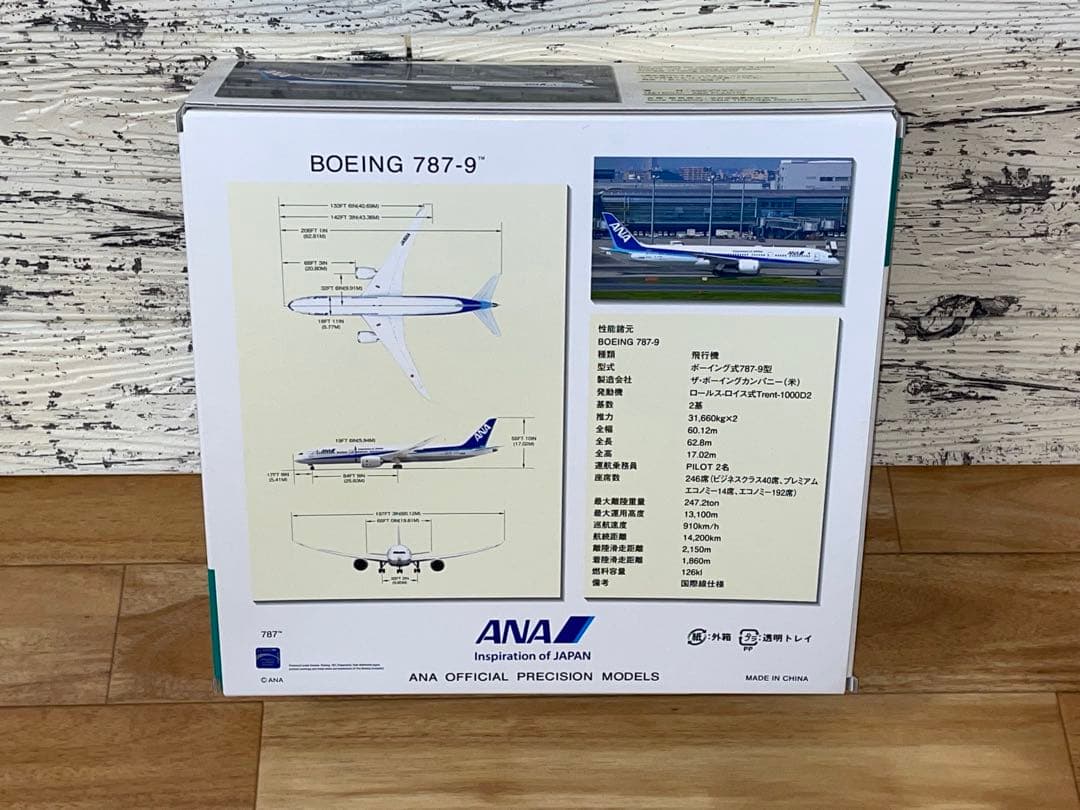 BOEING 787-9™
133FT 6IN(40.69M)
142FT 3IN(43.36M)
206FT 1IN
(62.81M)
68FT 3IN
(20.80M)
32FT 6IN(9.91M)
18FT 11IN
(5.77M)
19FT 6IN(5.94M)
55FT 10IN
(17.02M)
17FT 9IN
(5.41M)
84FT 9IN
(25.83M)
197FT 3IN(60.12M)
ANA
ANA
性能諸元
BOEING 787-9
種類 飛行機
型式 ボーイング式787-9型
製造会社 ザ・ボーイングカンパニー(米)
発動機 ロールス-ロイス式Trent-1000D2
基数 2基
推力 31,660kg×2
全幅 60.12m
全長 62.8m
全高 17.02m
運航乗務員 PILOT 2名
座席数 246席(ビジネスクラス40席、プレミアム
エコノミー14席、エコノミー192席)
最大離陸重量 247.2ton
最大運用高度 13,100m
巡航速度 910km/h
航続距離 14,200km
離陸滑走距離 2,150m
着陸滑走距離 1,860m
燃料容量 126kl
備考 国際線仕様
787™
©ANA
ANA
Inspiration of JAPAN
ANA OFFICIAL PRECISION MODELS
紙:外箱 プラ:透明トレイ
PP
MADE IN CHINA